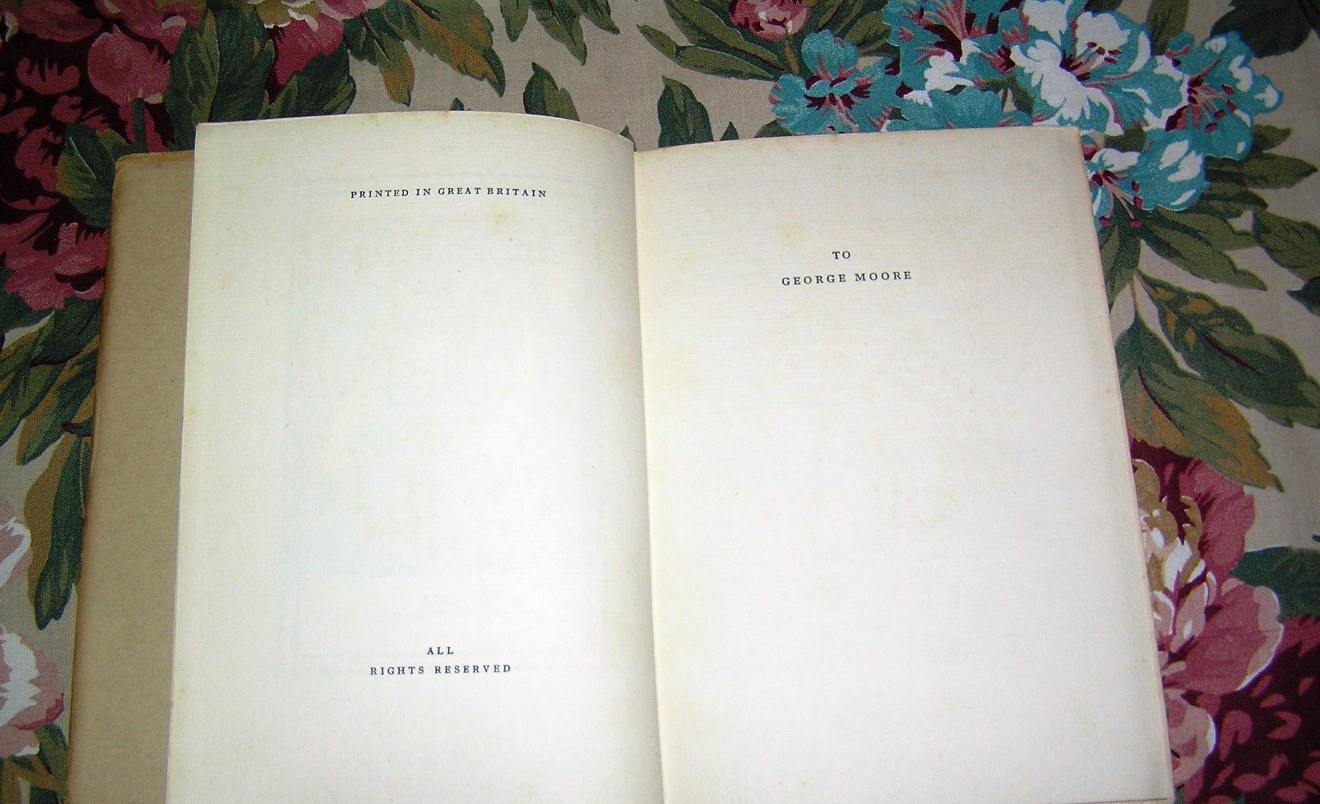 PRINTED IN GREAT BRITAIN
ALL
RIGHTS RESERVED
TO
GEORGE MOORE